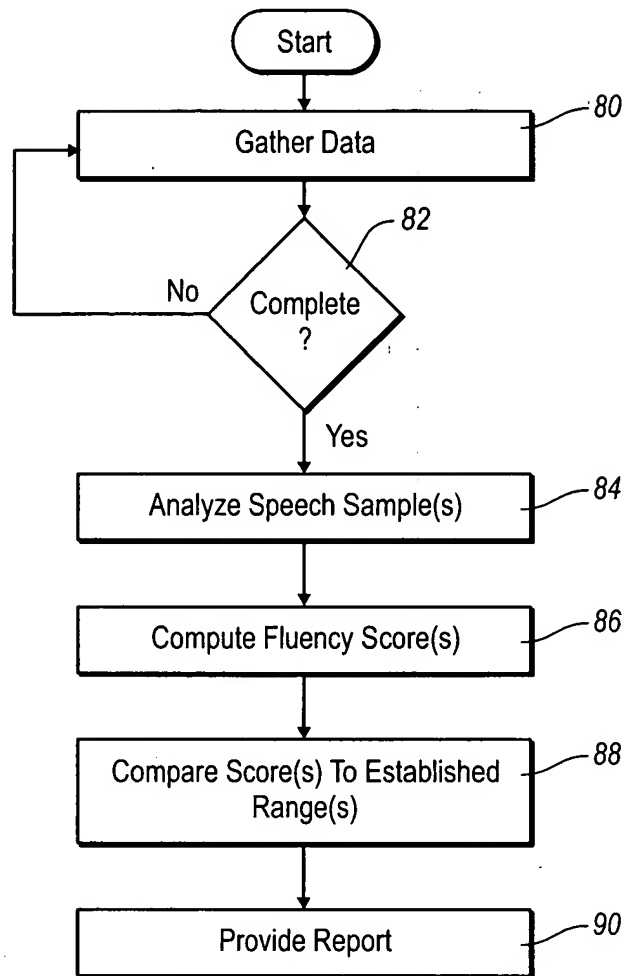 Start
80
Gather Data
82
No
Complete
?
Yes
84
Analyze Speech Sample(s)
86
Compute Fluency Score(s)
88
Compare Score(s) To Established
Range(s)
90
Provide Report